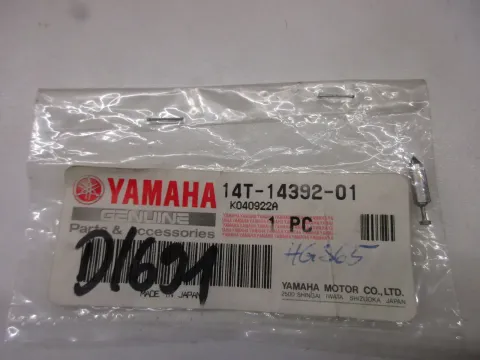 YAMAHA 14T-14392-01
K040922A
GENUINE
Parts & Accessories
1 PC
D1691
HG365
MADE IN JAPAN
YAMAHA MOTOR CO., LTD.
2500 SHINGAI IWATA SHIZUOKA JAPAN